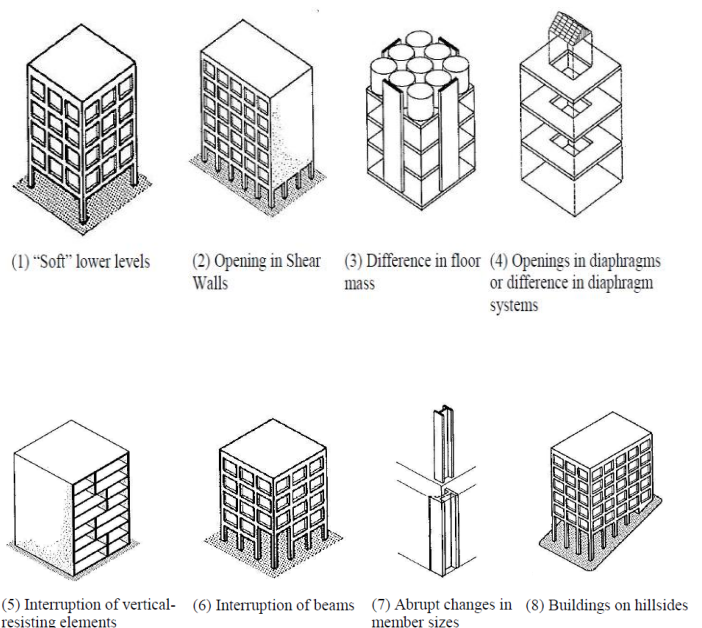 (1) “Soft” lower levels
(2) Opening in Shear
Walls
(3) Difference in floor
mass
(4) Openings in diaphragms
or difference in diaphragm
systems
(5) Interruption of vertical-
resisting elements
(6) Interruption of beams
(7) Abrupt changes in
member sizes
(8) Buildings on hillsides